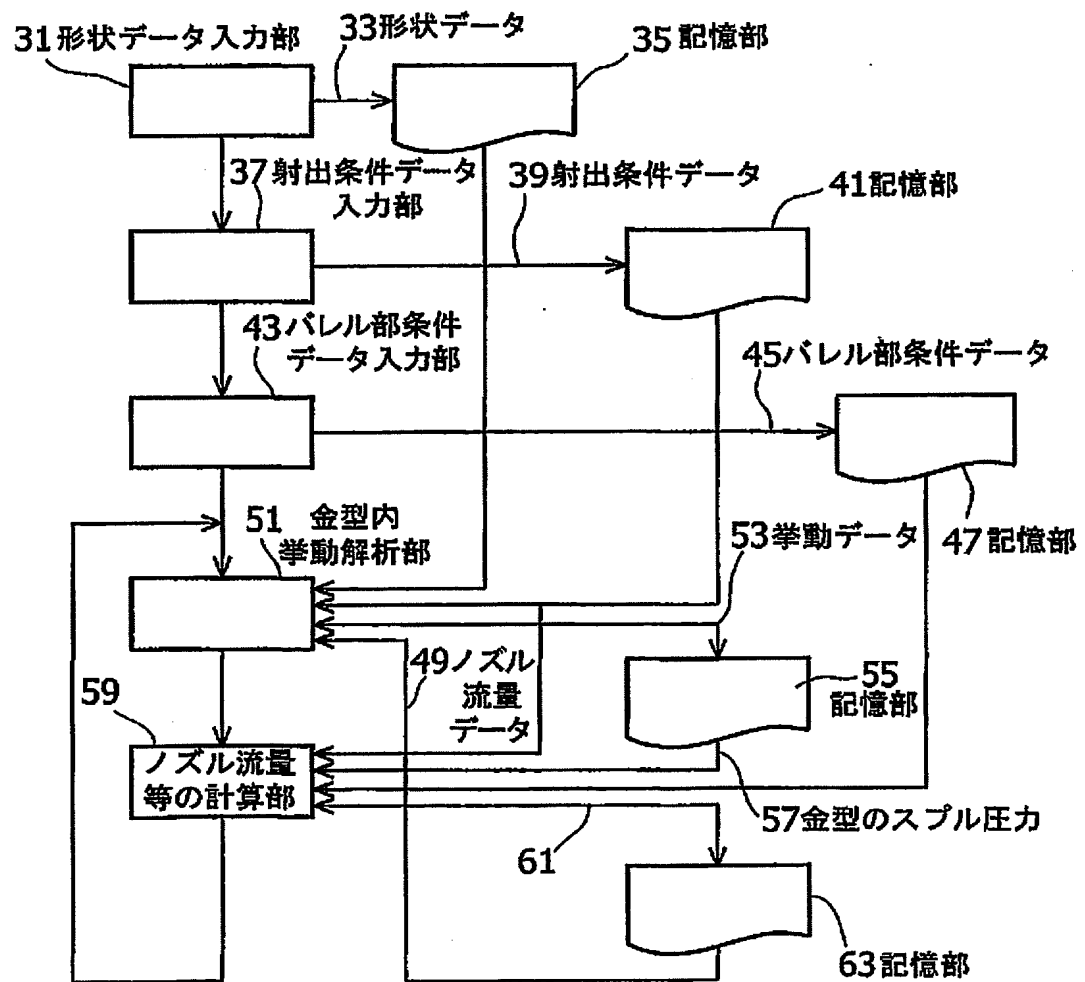 31形状データ入力部
33形状データ
35記憶部
37射出条件データ
入力部
39射出条件データ
41記憶部
43バレル部条件
データ入力部
45バレル部条件データ
47記憶部
51 金型内
挙動解析部
53挙動データ
49ノズル
流量
データ
55
記憶部
59
ノズル流量
等の計算部
57金型のスプル圧力
61
63記憶部